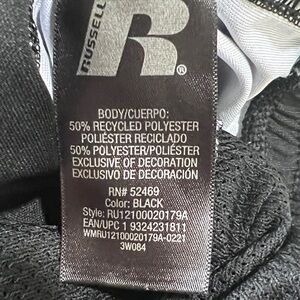 RUSSELL
R
®
BODY/CUERPO:
50% RECYCLED POLYESTER
POLIÉSTER RECICLADO
50% POLYESTER/POLIÉSTER
EXCLUSIVE OF DECORATION
EXCLUSIVO DE DECORACIÓN
RN# 52469
Color: BLACK
Style: RU12100020179A
EAN/UPC 1 9324231811
WMRU12100020179A-0221
3W084